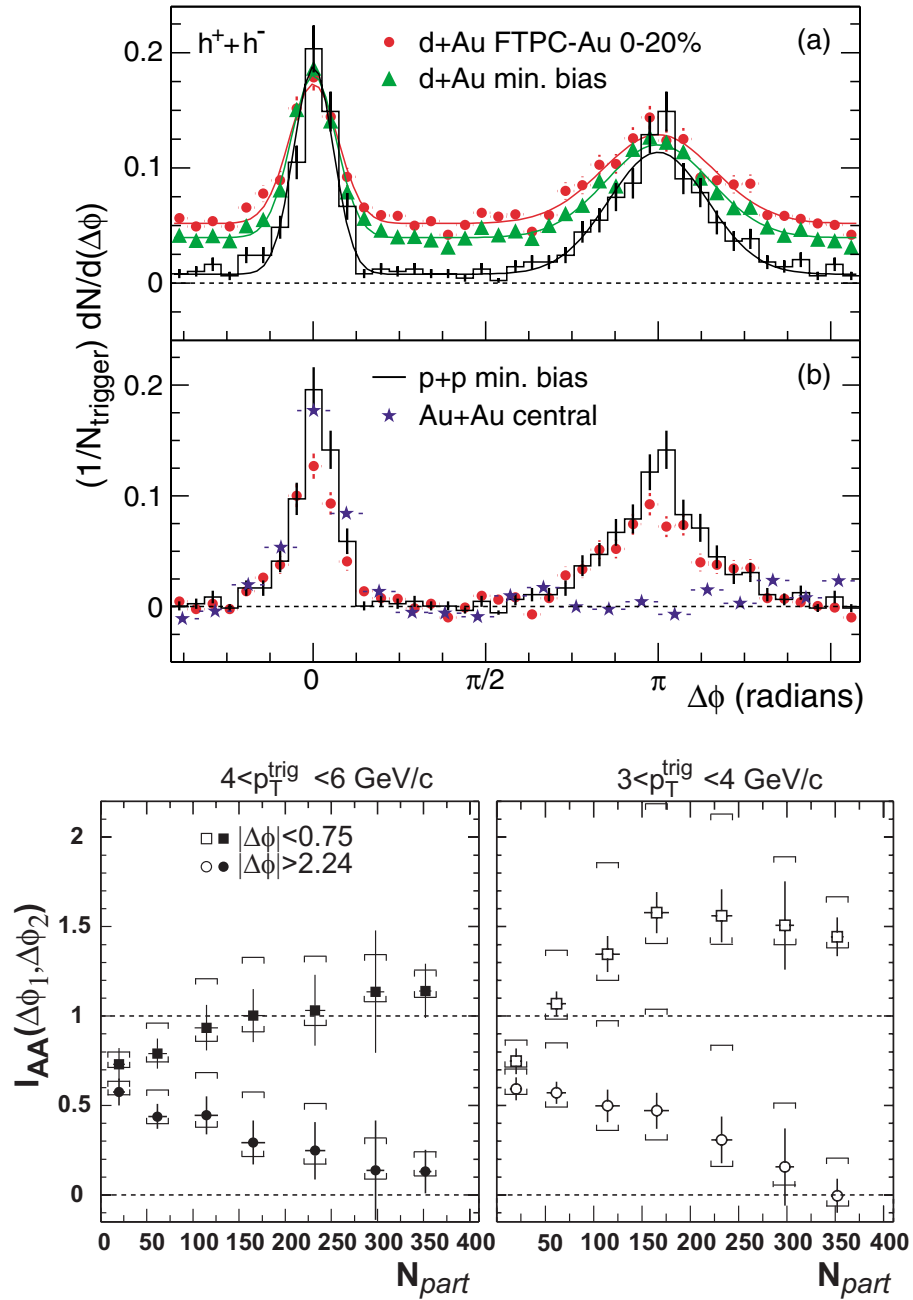 h⁺+h⁻
d+Au FTPC-Au 0-20%
d+Au min. bias
(a)
0.2
0.1
0
(1/N_trigger) dN/d(Δϕ)
p+p min. bias
Au+Au central
(b)
0.2
0.1
0
0 π/2 π
Δϕ (radians)
4<p_T^trig <6 GeV/c
3<p_T^trig <4 GeV/c
|Δϕ|<0.75
|Δϕ|>2.24
I_AA(Δϕ₁,Δϕ₂)
2
1.5
1
0.5
0
0 50 100 150 200 250 300 350 400
50 100 150 200 250 300 350 400
N_part
N_part